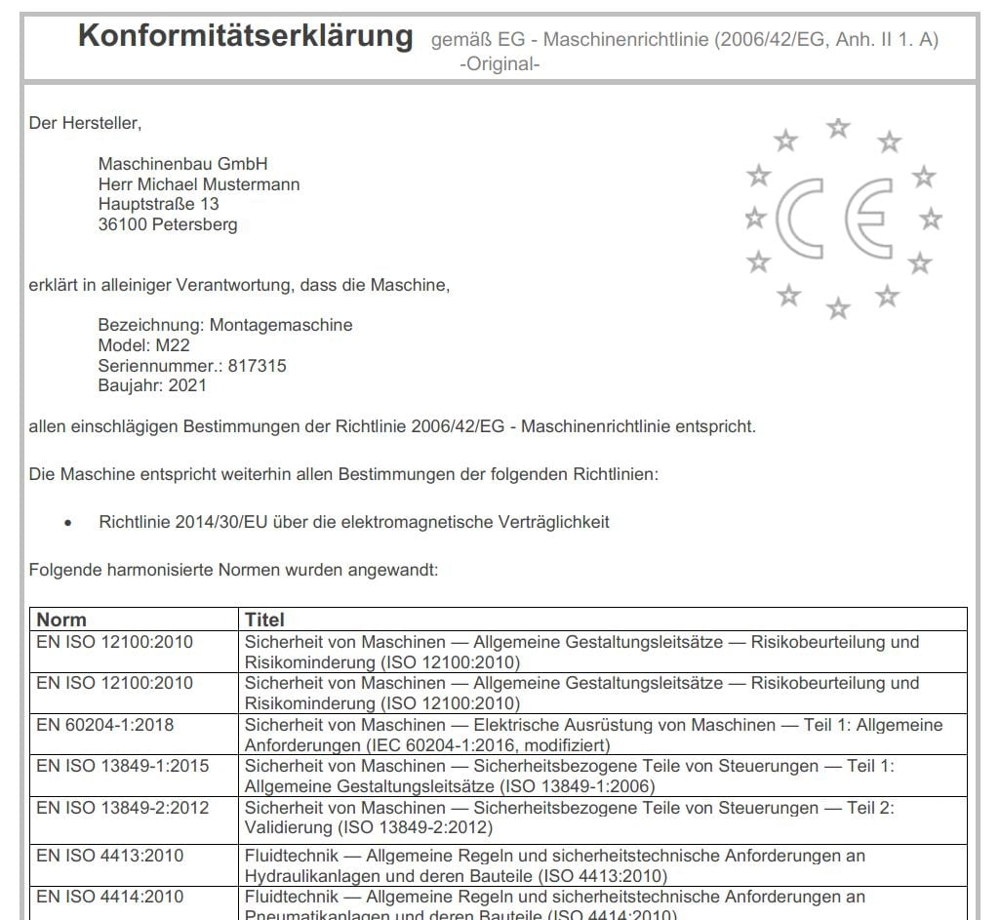 Konformitätserklärung gemäß EG - Maschinenrichtlinie (2006/42/EG, Anh. II 1. A)
-Original-
Der Hersteller,
Maschinenbau GmbH
Herr Michael Mustermann
Hauptstraße 13
36100 Petersberg
CE
erklärt in alleiniger Verantwortung, dass die Maschine,
Bezeichnung: Montagemaschine
Model: M22
Seriennummer.: 817315
Baujahr: 2021
allen einschlägigen Bestimmungen der Richtlinie 2006/42/EG - Maschinenrichtlinie entspricht.
Die Maschine entspricht weiterhin allen Bestimmungen der folgenden Richtlinien:
• Richtlinie 2014/30/EU über die elektromagnetische Verträglichkeit
Folgende harmonisierte Normen wurden angewandt:
Norm Titel
EN ISO 12100:2010 Sicherheit von Maschinen — Allgemeine Gestaltungsleitsätze — Risikobeurteilung und
Risikominderung (ISO 12100:2010)
EN ISO 12100:2010 Sicherheit von Maschinen — Allgemeine Gestaltungsleitsätze — Risikobeurteilung und
Risikominderung (ISO 12100:2010)
EN 60204-1:2018 Sicherheit von Maschinen — Elektrische Ausrüstung von Maschinen — Teil 1: Allgemeine
Anforderungen (IEC 60204-1:2016, modifiziert)
EN ISO 13849-1:2015 Sicherheit von Maschinen — Sicherheitsbezogene Teile von Steuerungen — Teil 1:
Allgemeine Gestaltungsleitsätze (ISO 13849-1:2006)
EN ISO 13849-2:2012 Sicherheit von Maschinen — Sicherheitsbezogene Teile von Steuerungen — Teil 2:
Validierung (ISO 13849-2:2012)
EN ISO 4413:2010 Fluidtechnik — Allgemeine Regeln und sicherheitstechnische Anforderungen an
Hydraulikanlagen und deren Bauteile (ISO 4413:2010)
EN ISO 4414:2010 Fluidtechnik — Allgemeine Regeln und sicherheitstechnische Anforderungen an
Pneumatikanlagen und deren Bauteile (ISO 4414:2010)